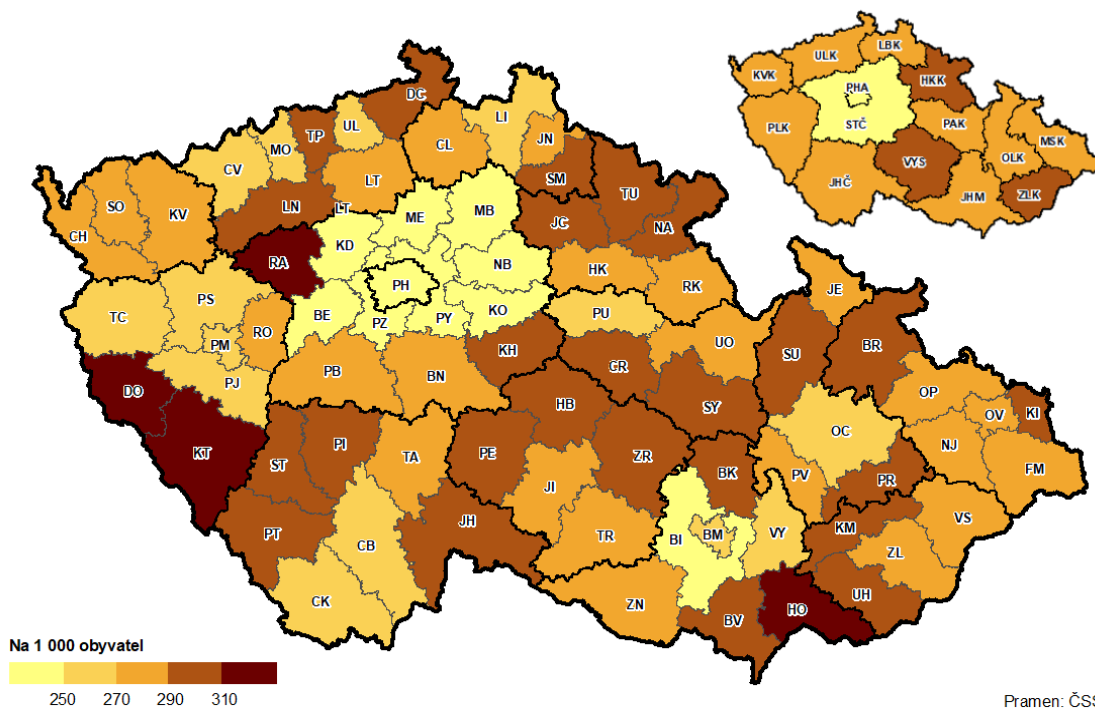 DC
LBK
ULK
LI
KVK
HKK
UL
PHA
TP
JN
MO
CL
STČ
PAK
PLK
MSK
CV
LT
SM
TU
VYS
OLK
SO
LN
LT
MB
JHČ
JHM
ZLK
KV
ME
JC
NA
CH
KD
RA
NB
HK
PH
RK
JE
PS
TC
BE
PZ
PY
KO
PU
RO
PM
UO
SU
BR
KH
CR
DO
PJ
PB
BN
OP
HB
SY
OV
KI
OC
KT
PI
NJ
ST
TA
PE
ZR
FM
BK
PV
PR
JI
VS
PT
JH
KM
TR
BI
BM
VY
CB
ZL
CK
ZN
HO
UH
BV
Na 1 000 obyvatel
250 270 290 310
Pramen: ČSS